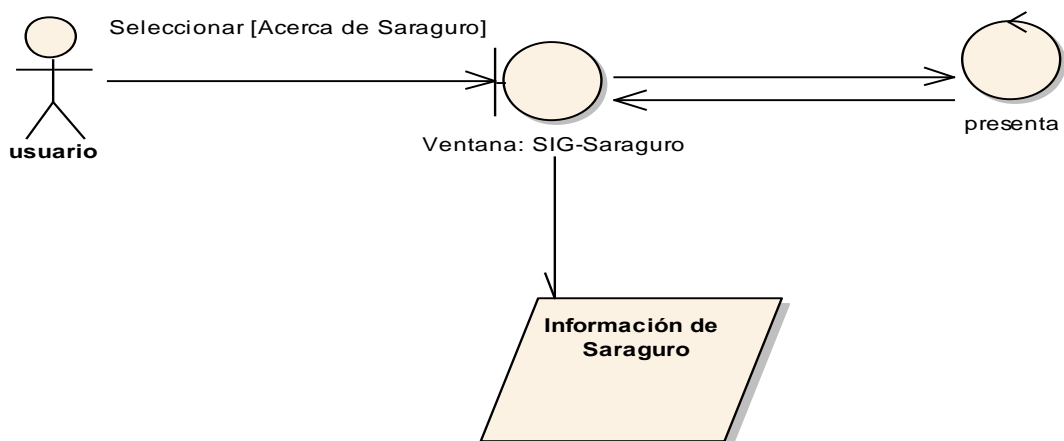 Seleccionar [Acerca de Saraguro]
usuario
Ventana: SIG-Saraguro
presenta
Información de
Saraguro